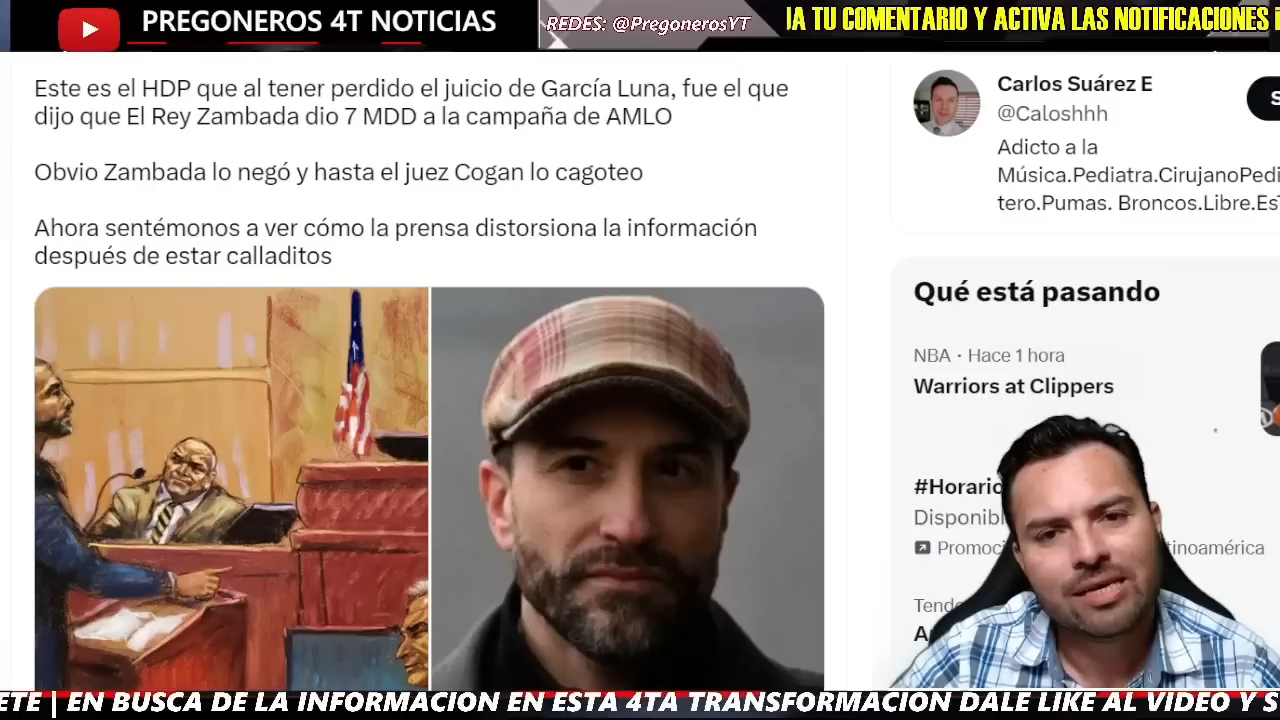 PREGONEROS 4T NOTICIAS
REDES: @PregonerosYT
TU COMENTARIO Y ACTIVA LAS NOTIFICACIONES
Este es el HDP que al tener perdido el juicio de García Luna, fue el que
dijo que El Rey Zambada dio 7 MDD a la campaña de AMLO
Obvio Zambada lo negó y hasta el juez Cogan lo cagoteo
Ahora sentémonos a ver cómo la prensa distorsiona la información
después de estar calladitos
Carlos Suárez E
@Caloshhh
Adicto a la
Música.Pediatra.CirujanoPedi
tero.Pumas. Broncos.Libre.EsT
Qué está pasando
NBA · Hace 1 hora
Warriors at Clippers
#Horario
Disponibl
Promoci
tinoamérica
Tende
EN BUSCA DE LA INFORMACION EN ESTA 4TA TRANSFORMACION DALE LIKE AL VIDEO Y S